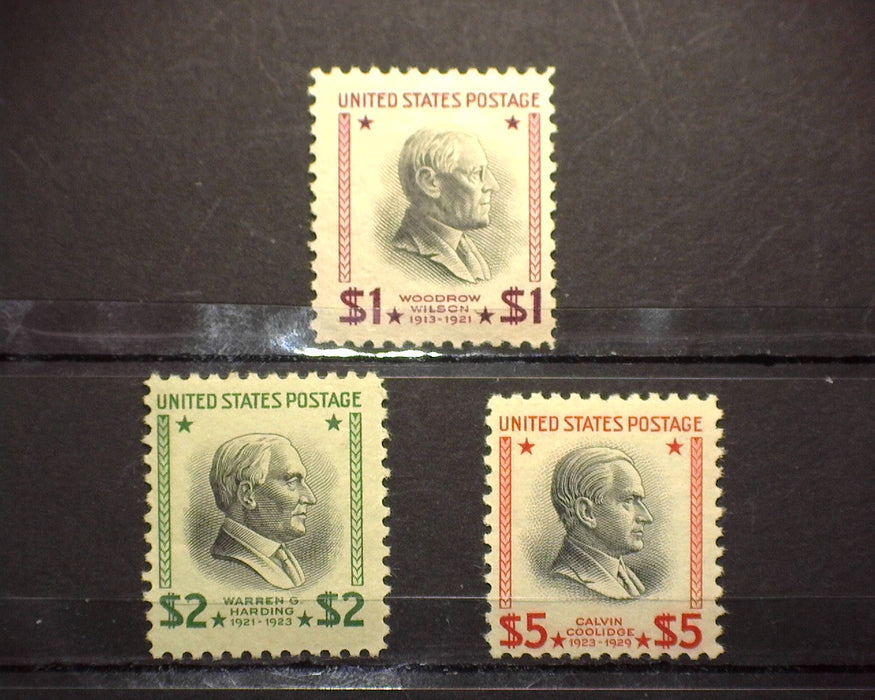 UNITED STATES POSTAGE
WOODROW
WILSON
$1 1913-1921 $1
UNITED STATES POSTAGE
WARREN G.
HARDING
$2 1921-1923 $2
UNITED STATES POSTAGE
CALVIN
COOLIDGE
$5 1923-1929 $5